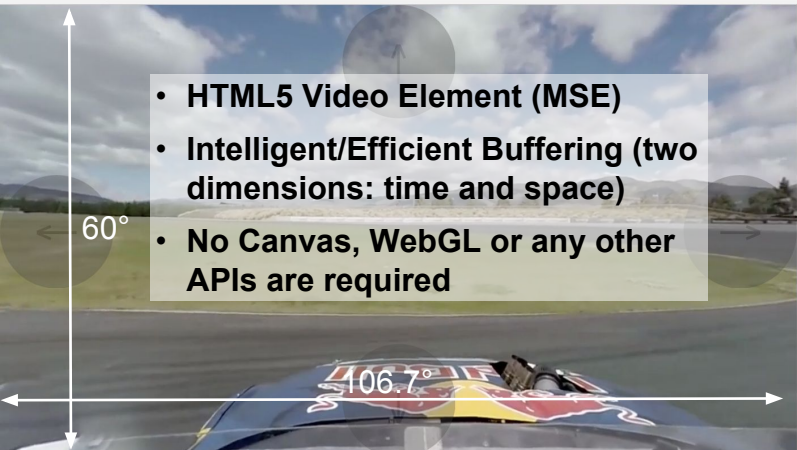 • HTML5 Video Element (MSE)
• Intelligent/Efficient Buffering (two
dimensions: time and space)
60°
• No Canvas, WebGL or any other
APIs are required
106.7°